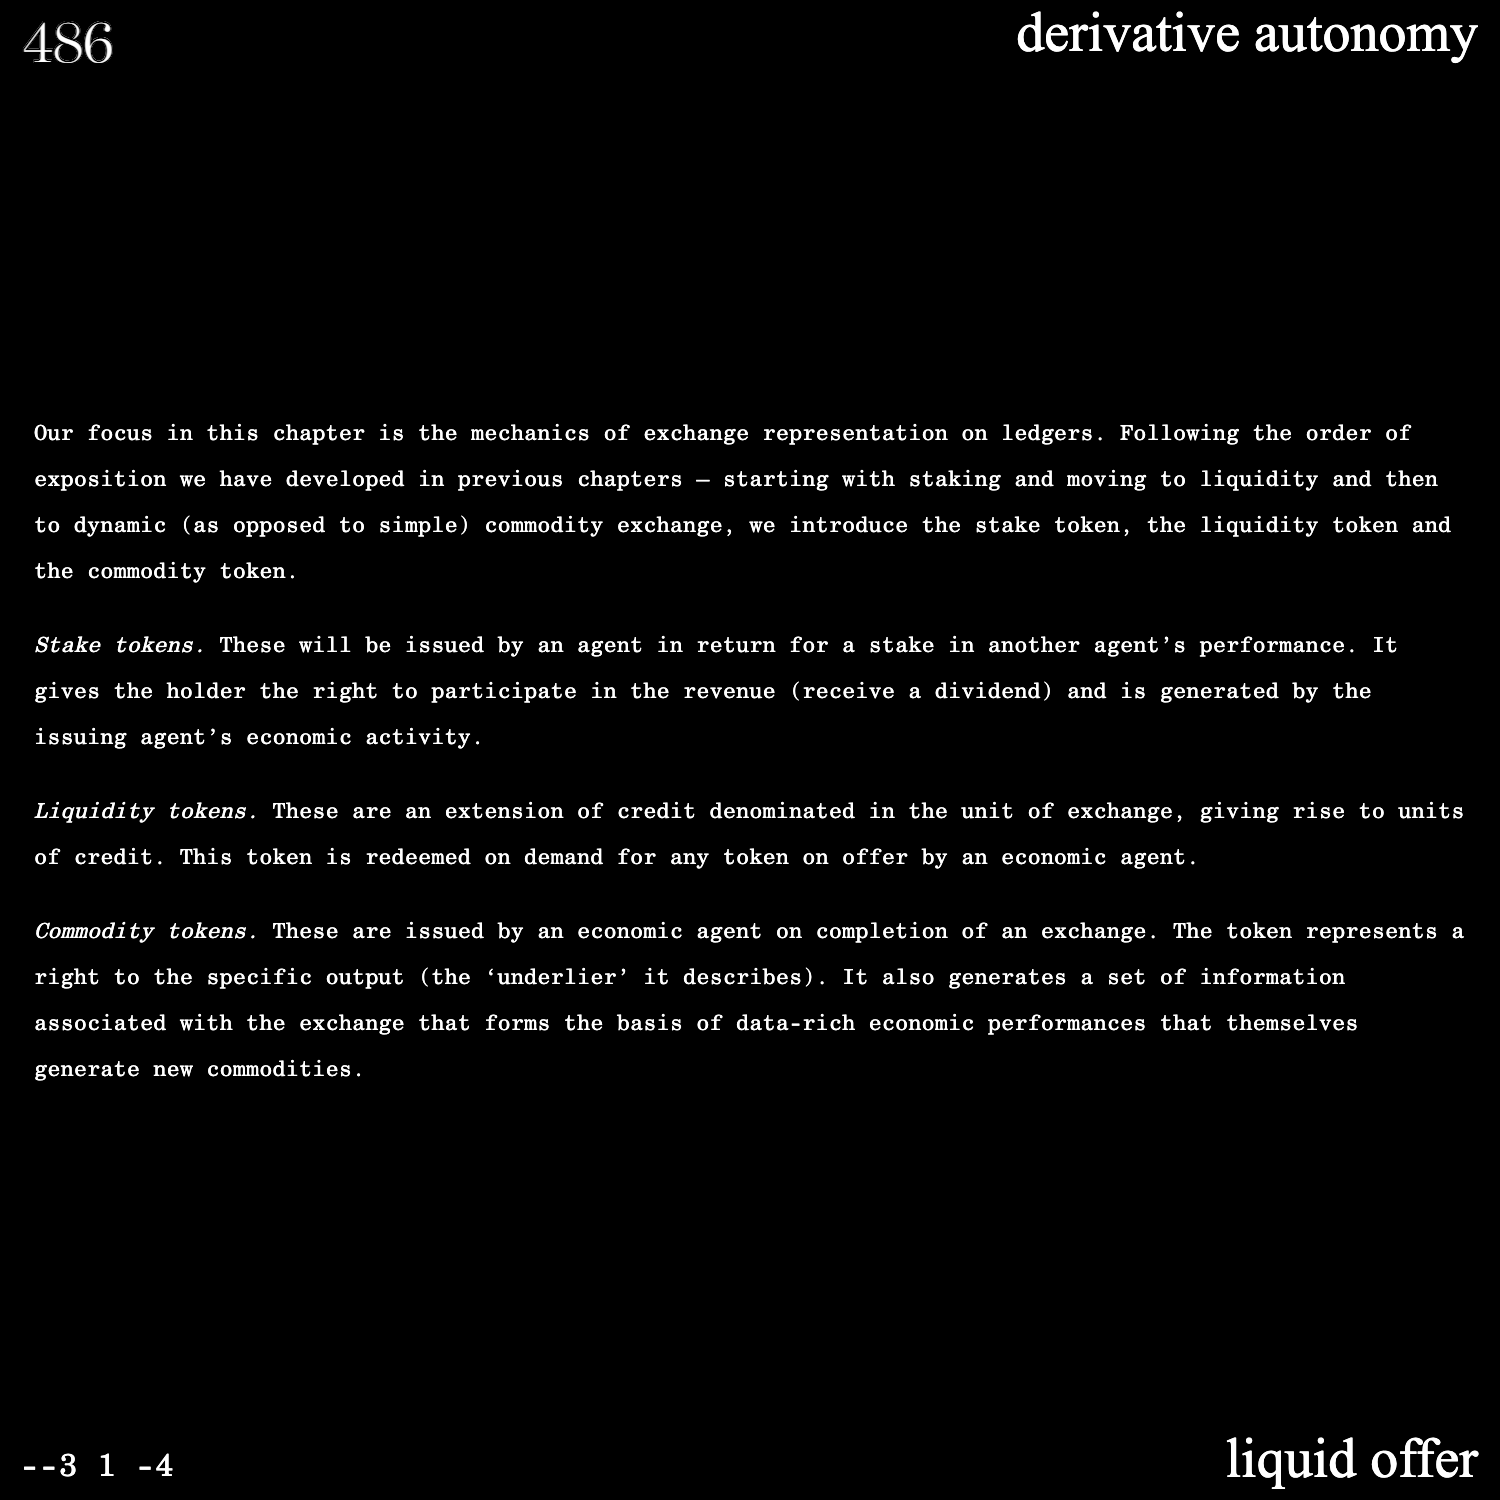 486
derivative autonomy
Our focus in this chapter is the mechanics of exchange representation on ledgers. Following the order of
exposition we have developed in previous chapters – starting with staking and moving to liquidity and then
to dynamic (as opposed to simple) commodity exchange, we introduce the stake token, the liquidity token and
the commodity token.
Stake tokens. These will be issued by an agent in return for a stake in another agent’s performance. It
gives the holder the right to participate in the revenue (receive a dividend) and is generated by the
issuing agent’s economic activity.
Liquidity tokens. These are an extension of credit denominated in the unit of exchange, giving rise to units
of credit. This token is redeemed on demand for any token on offer by an economic agent.
Commodity tokens. These are issued by an economic agent on completion of an exchange. The token represents a
right to the specific output (the ‘underlier’ it describes). It also generates a set of information
associated with the exchange that forms the basis of data-rich economic performances that themselves
generate new commodities.
--3 1 -4
liquid offer